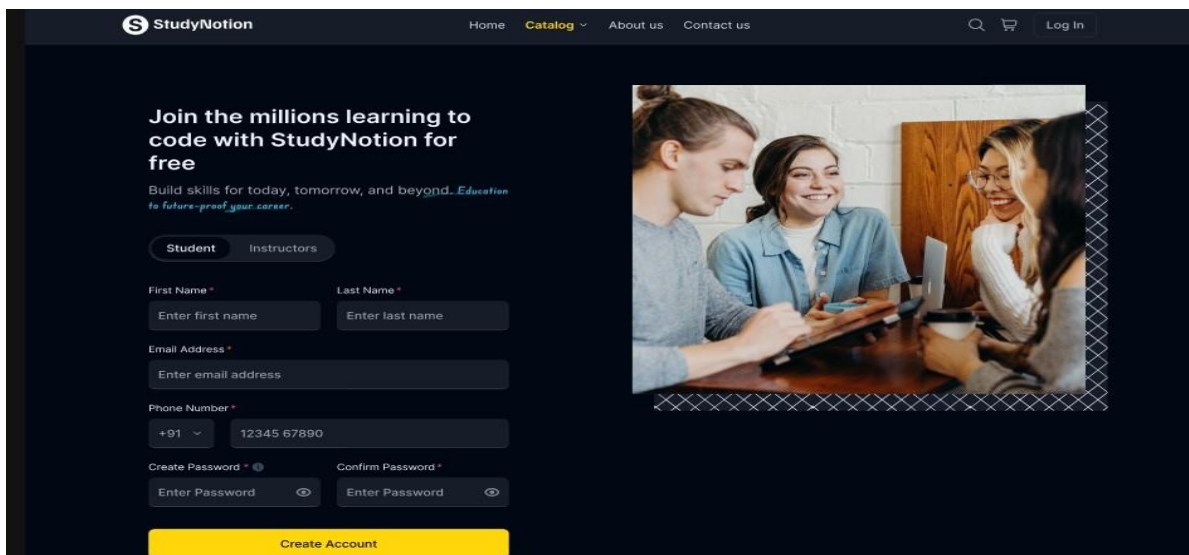 StudyNotion Home Catalog About us Contact us Log In
Join the millions learning to
code with StudyNotion for
free
Build skills for today, tomorrow, and beyond. Education
to future-proof your career.
Student Instructors
First Name * Last Name *
Enter first name Enter last name
Email Address *
Enter email address
Phone Number *
+91 12345 67890
Create Password * Confirm Password *
Enter Password Enter Password
Create Account